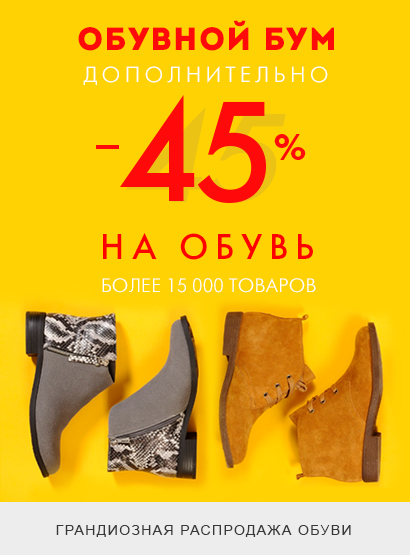 ОБУВНОЙ БУМ
ДОПОЛНИТЕЛЬНО
-45%
НА ОБУВЬ
БОЛЕЕ 15 000 ТОВАРОВ
ГРАНДИОЗНАЯ РАСПРОДАЖА ОБУВИ